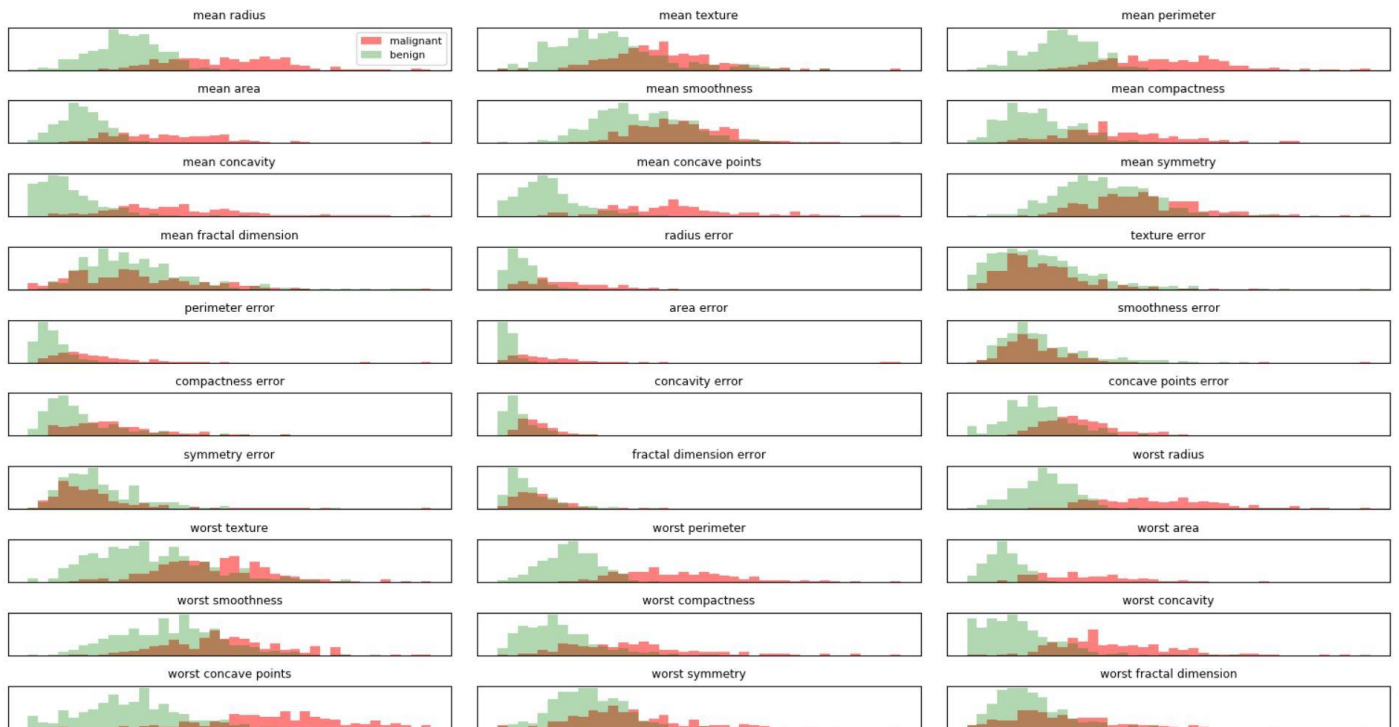 mean radius
mean texture
mean perimeter
malignant
benign
mean area
mean smoothness
mean compactness
mean concavity
mean concave points
mean symmetry
mean fractal dimension
radius error
texture error
perimeter error
area error
smoothness error
compactness error
concavity error
concave points error
symmetry error
fractal dimension error
worst radius
worst texture
worst perimeter
worst area
worst smoothness
worst compactness
worst concavity
worst concave points
worst symmetry
worst fractal dimension